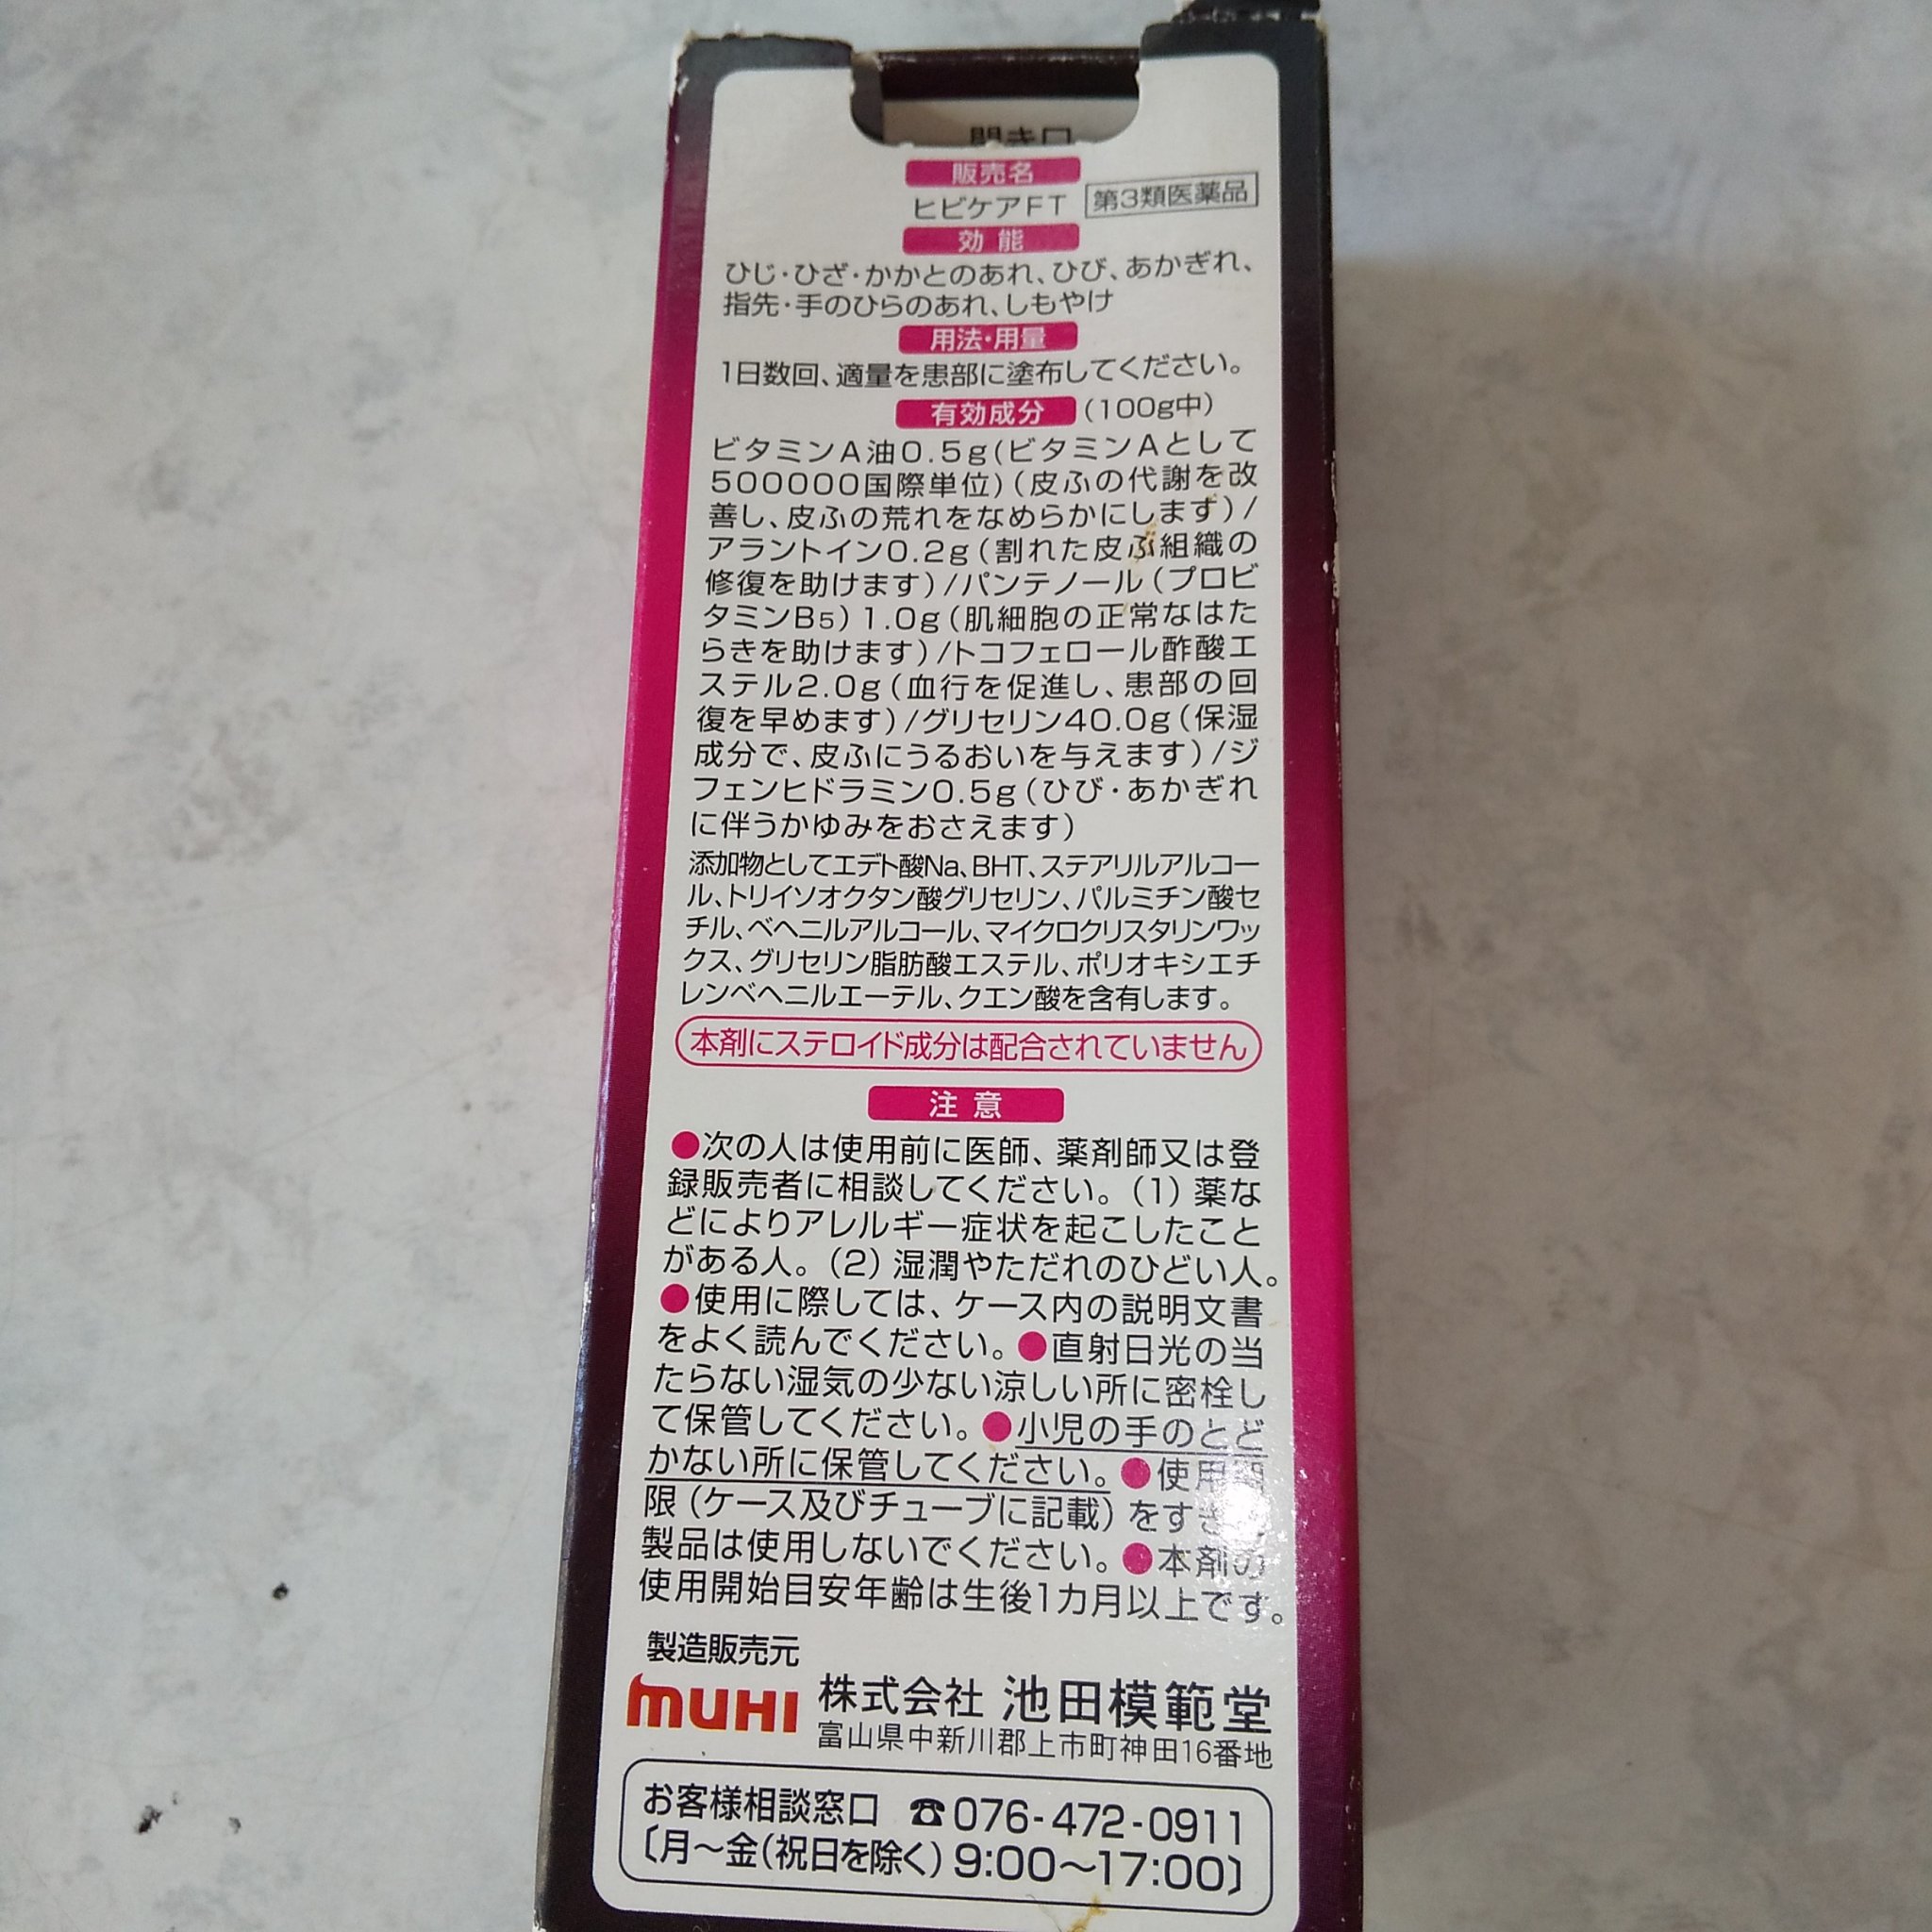 開き口
販売名
ヒビケアFT 第3類医薬品
効能
ひじ・ひざ・かかとのあれ、ひび、あかぎれ、
指先・手のひらのあれ、しもやけ
用法・用量
1日数回、適量を患部に塗布してください。
有効成分 (100g中)
ビタミンA油0.5g(ビタミンAとして
500000国際単位)(皮ふの代謝を改
善し、皮ふの荒れをなめらかにします)/
アラントイン0.2g(割れた皮ふ組織の
修復を助けます)/パンテノール(プロビ
タミンB5)1.0g(肌細胞の正常なはた
らきを助けます)/トコフェロール酢酸エ
ステル2.0g(血行を促進し、患部の回
復を早めます)/グリセリン40.0g(保湿
成分で、皮ふにうるおいを与えます)/ジ
フェンヒドラミン0.5g(ひび・あかぎれ
に伴うかゆみをおさえます)
添加物としてエデト酸Na、BHT、ステアリルアルコー
ル、トリイソオクタン酸グリセリン、パルミチン酸セ
チル、ベヘニルアルコール、マイクロクリスタリンワッ
クス、グリセリン脂肪酸エステル、ポリオキシエチ
レンベヘニルエーテル、クエン酸を含有します。
本剤にステロイド成分は配合されていません
注意
●次の人は使用前に医師、薬剤師又は登
録販売者に相談してください。(1)薬な
どによりアレルギー症状を起こしたこと
がある人。(2)湿潤やただれのひどい人。
●使用に際しては、ケース内の説明文書
をよく読んでください。●直射日光の当
たらない湿気の少ない涼しい所に密栓し
て保管してください。●小児の手のとど
かない所に保管してください。●使用
限(ケース及びチューブに記載)をす
製品は使用しないでください。●本剤の
使用開始目安年齢は生後1カ月以上です。
製造販売元
MUHI 株式会社 池田模範堂
富山県中新川郡上市町神田16番地
お客様相談窓口 ☎076-472-0911
〔月〜金(祝日を除く)9:00〜17:00〕